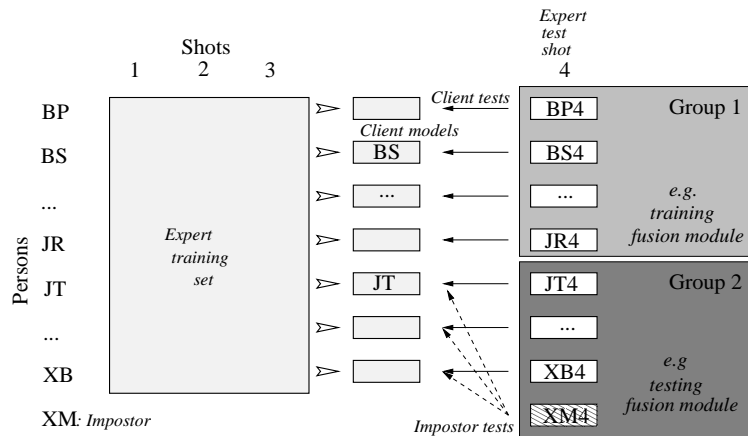 Expert
test
shot
Shots
1 2 3 4
BP Client tests BP4 Group 1
Client models
BS BS BS4
... ... ...
e.g.
training
fusion module
JR JR4
Expert
training
set
Persons
JT JT JT4 Group 2
... ...
XB XB4
e.g
testing
fusion module
XM: Impostor Impostor tests XM4